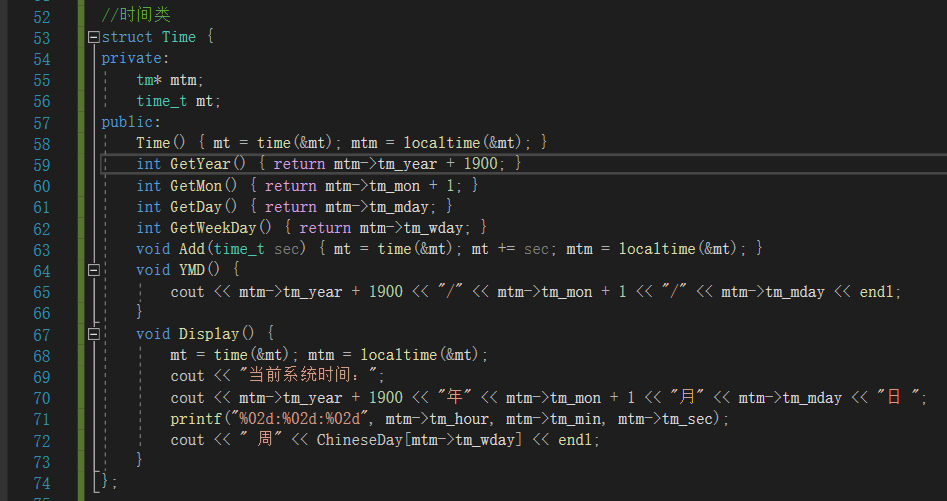 52 //时间类
53 struct Time {
54 private:
55 tm* mtm;
56 time_t mt;
57 public:
58 Time() { mt = time(&mt); mtm = localtime(&mt); }
59 int GetYear() { return mtm->tm_year + 1900; }
60 int GetMon() { return mtm->tm_mon + 1; }
61 int GetDay() { return mtm->tm_mday; }
62 int GetWeekDay() { return mtm->tm_wday; }
63 void Add(time_t sec) { mt = time(&mt); mt += sec; mtm = localtime(&mt); }
64 void YMD() {
65 cout << mtm->tm_year + 1900 << "/" << mtm->tm_mon + 1 << "/" << mtm->tm_mday << endl;
66 }
67 void Display() {
68 mt = time(&mt); mtm = localtime(&mt);
69 cout << "当前系统时间：";
70 cout << mtm->tm_year + 1900 << "年" << mtm->tm_mon + 1 << "月" << mtm->tm_mday << "日 ";
71 printf("%02d:%02d:%02d", mtm->tm_hour, mtm->tm_min, mtm->tm_sec);
72 cout << " 周" << ChineseDay[mtm->tm_wday] << endl;
73 }
74 };